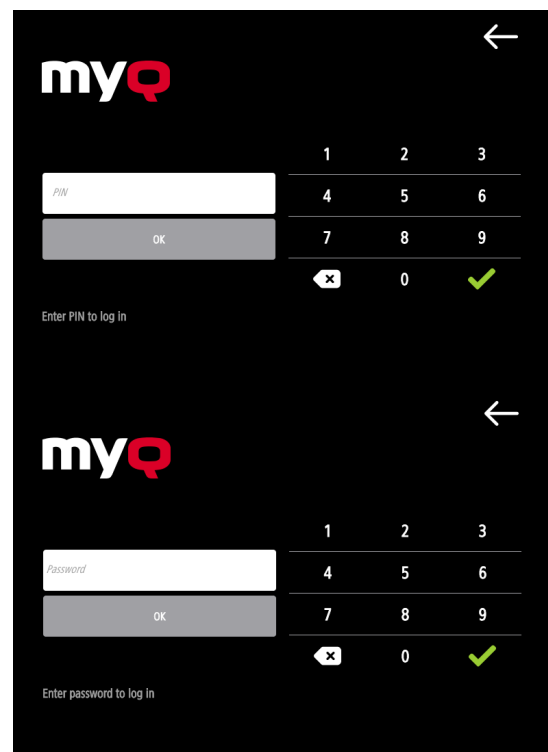 myQ
1 2 3
PIN
4 5 6
OK
7 8 9
0
Enter PIN to log in
myQ
1 2 3
Password
4 5 6
OK
7 8 9
0
Enter password to log in